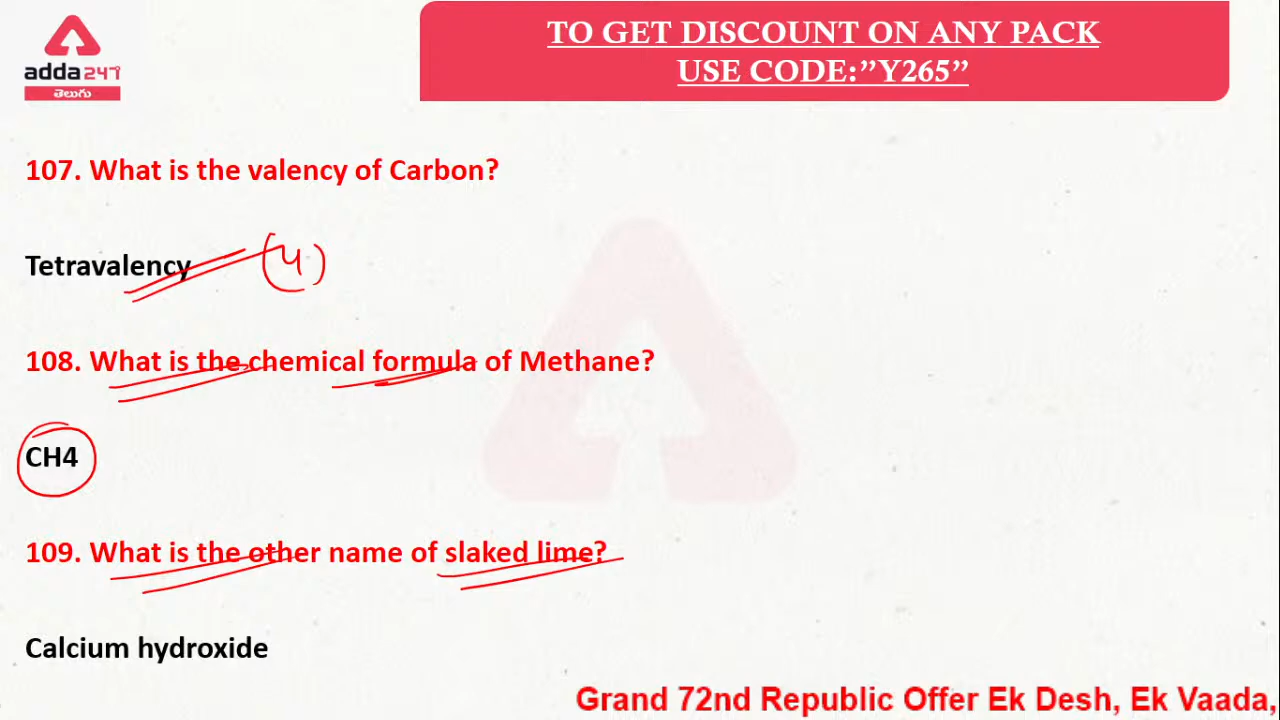 adda247
తెలుగు
TO GET DISCOUNT ON ANY PACK
USE CODE:”Y265”
107. What is the valency of Carbon?
Tetravalency (4)
108. What is the chemical formula of Methane?
CH4
109. What is the other name of slaked lime?
Calcium hydroxide
Grand 72nd Republic Offer Ek Desh, Ek Vaada,